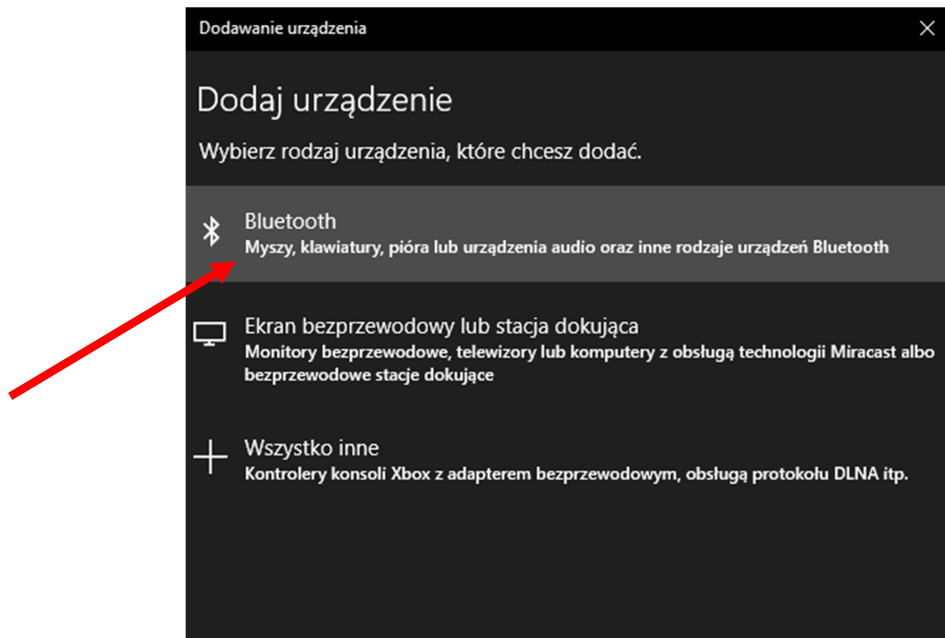 Dodawanie urządzenia
Dodaj urządzenie
Wybierz rodzaj urządzenia, które chcesz dodać.
Bluetooth
Myszy, klawiatury, pióra lub urządzenia audio oraz inne rodzaje urządzeń Bluetooth
Ekran bezprzewodowy lub stacja dokująca
Monitory bezprzewodowe, telewizory lub komputery z obsługą technologii Miracast albo
bezprzewodowe stacje dokujące
Wszystko inne
Kontrolery konsoli Xbox z adapterem bezprzewodowym, obsługą protokołu DLNA itp.